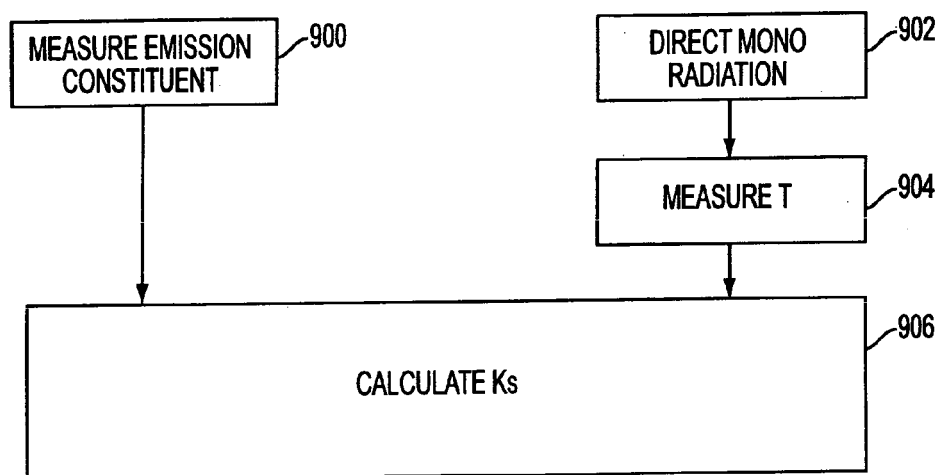 MEASURE EMISSION
CONSTITUENT
900
DIRECT MONO
RADIATION
902
MEASURE T
904
CALCULATE Ks
906